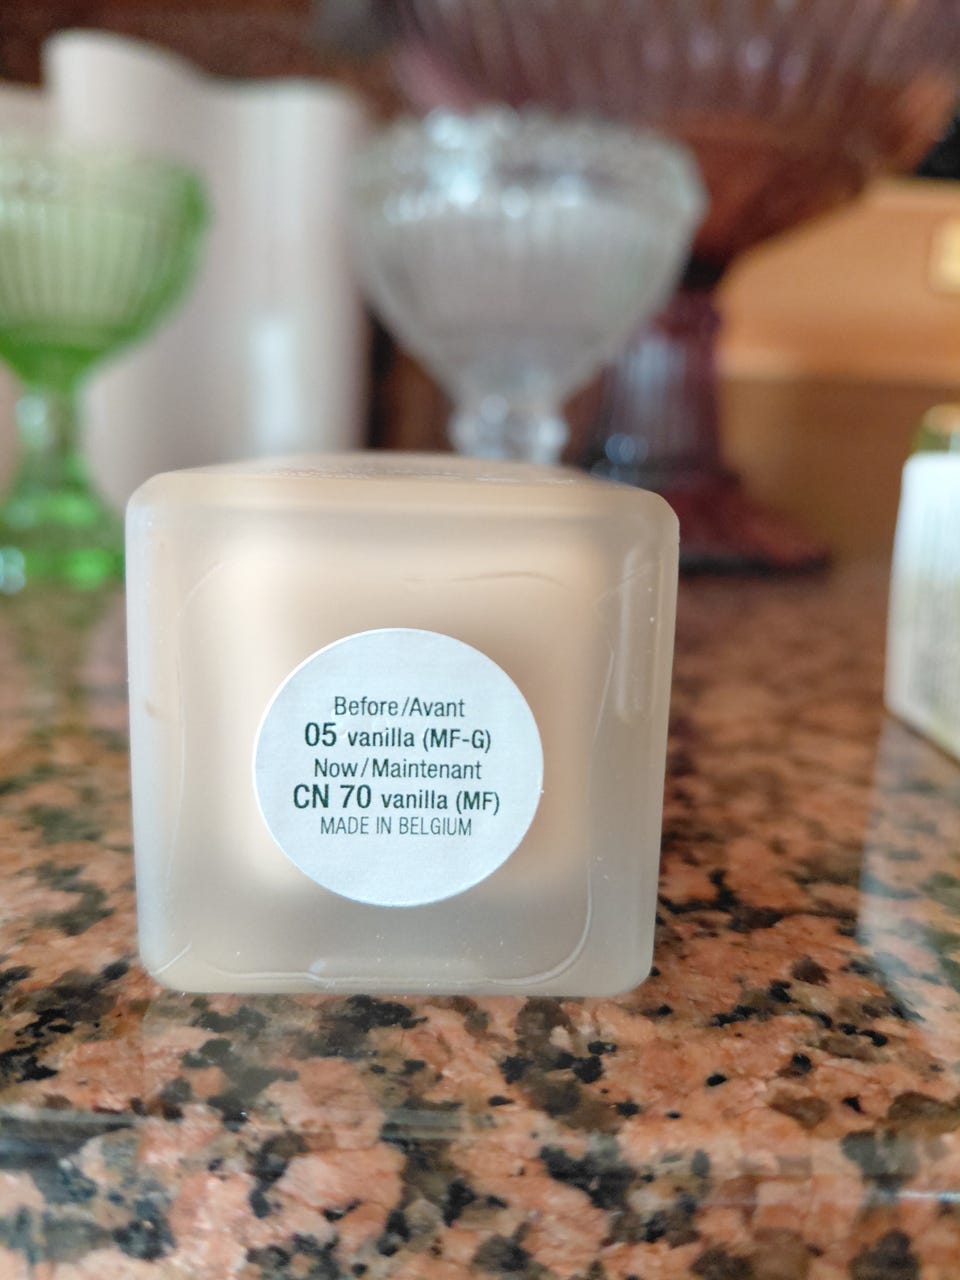 Before/Avant
05 vanilla (MF-G)
Now/Maintenant
CN 70 vanilla (MF)
MADE IN BELGIUM